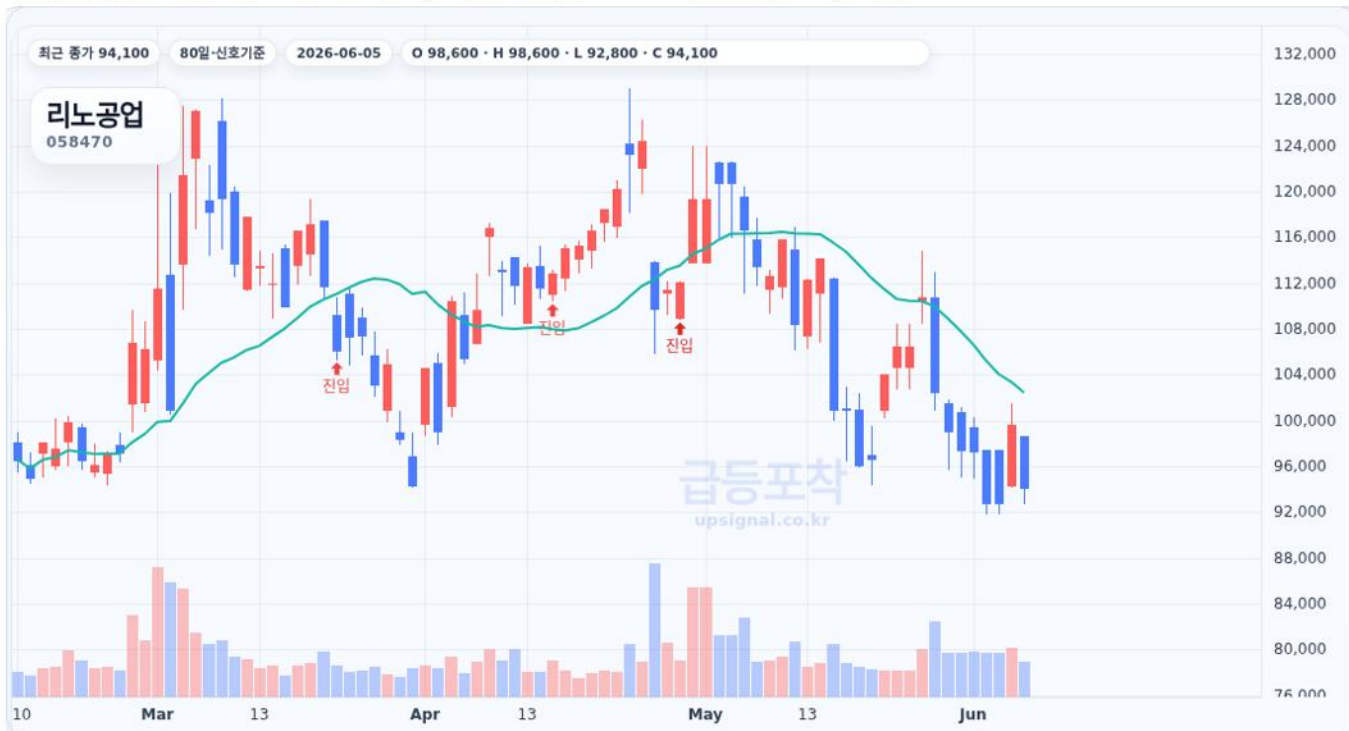 최근 종가 94,100 80일·신호기준 2026-06-05 O 98,600 · H 98,600 · L 92,800 · C 94,100
리노공업
058470
132,000
128,000
124,000
120,000
116,000
112,000
108,000
104,000
100,000
96,000
92,000
88,000
84,000
80,000
76,000
진입
진입
진입
급등포착
upsignal.co.kr
10 Mar 13 Apr 13 May 13 Jun